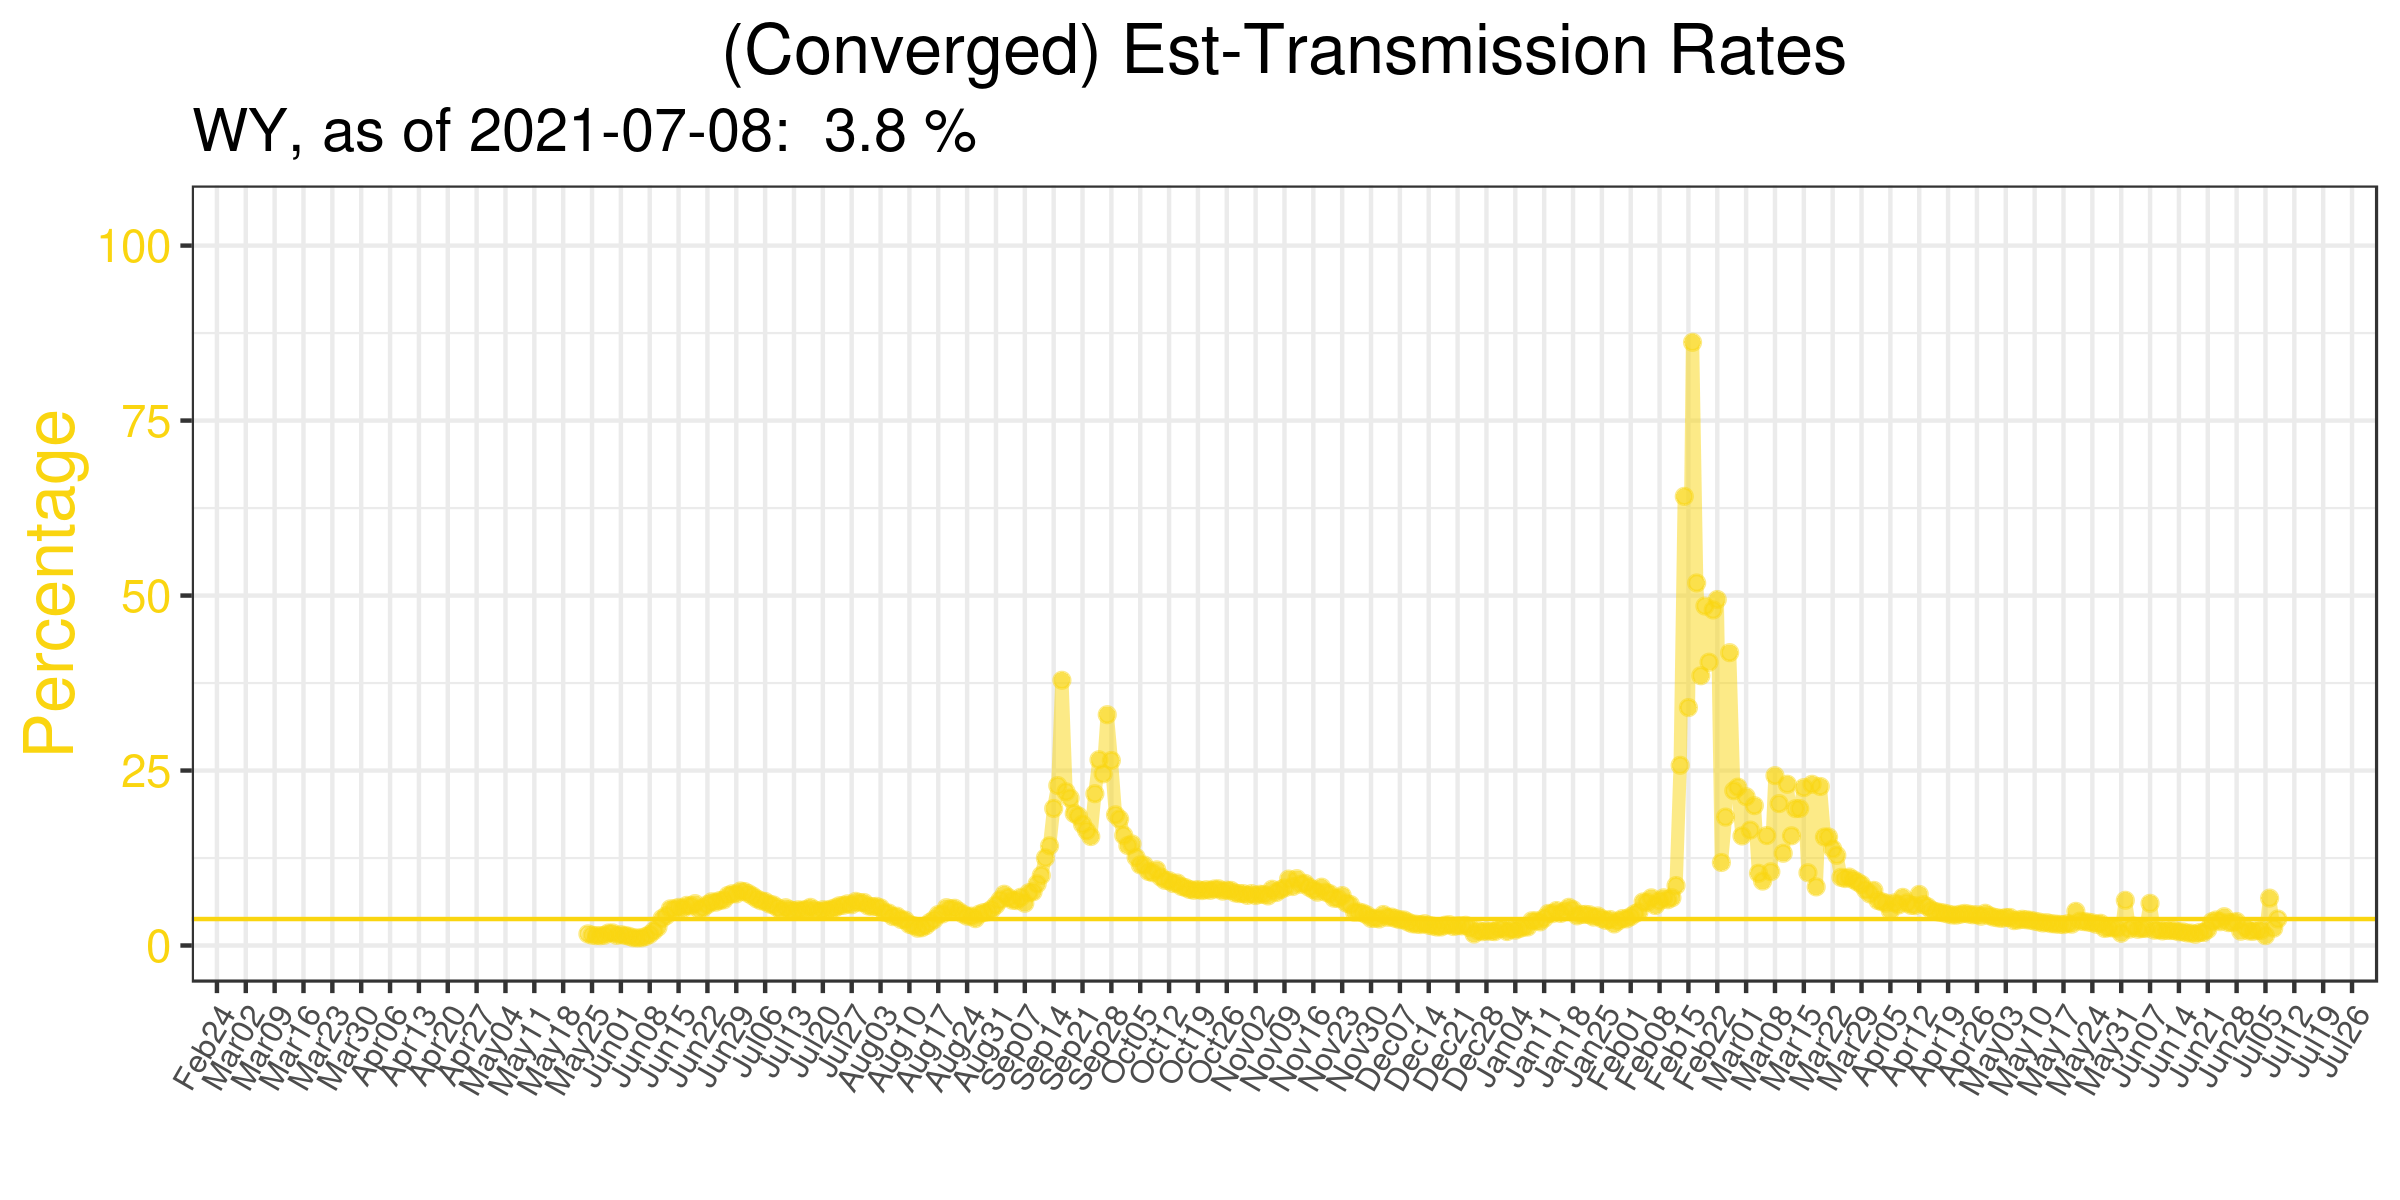 (Converged) Est-Transmission Rates
WY, as of 2021-07-08:  3.8 %
Percentage
100
75
50
25
0
Feb24
Mar02
Mar09
Mar16
Mar23
Mar30
Apr06
Apr13
Apr20
Apr27
May04
May11
May18
May25
Jun01
Jun08
Jun15
Jun22
Jun29
Jul06
Jul13
Jul20
Jul27
Aug03
Aug10
Aug17
Aug24
Aug31
Sep07
Sep14
Sep21
Sep28
Oct05
Oct12
Oct19
Oct26
Nov02
Nov09
Nov16
Nov23
Nov30
Dec07
Dec14
Dec21
Dec28
Jan04
Jan11
Jan18
Jan25
Feb01
Feb08
Feb15
Feb22
Mar01
Mar08
Mar15
Mar22
Mar29
Apr05
Apr12
Apr19
Apr26
May03
May10
May17
May24
May31
Jun07
Jun14
Jun21
Jun28
Jul05
Jul12
Jul19
Jul26